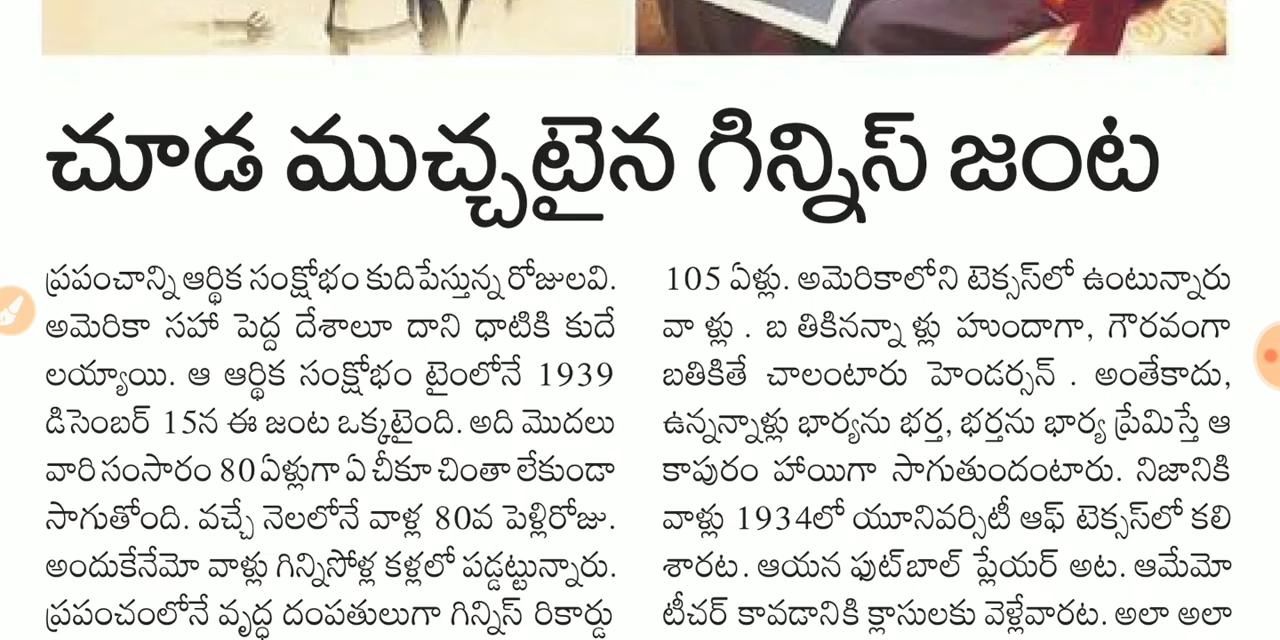 చూడ ముచ్చటైన గిన్నిస్ జంట
ప్రపంచాన్ని ఆర్థిక సంక్షోభం కుదిపేస్తున్న రోజులవి.
అమెరికా సహా పెద్ద దేశాలూ దాని ధాటికి కుదే
లయ్యాయి. ఆ ఆర్థిక సంక్షోభం టైంలోనే 1939
డిసెంబర్ 15న ఈ జంట ఒక్కటైంది. అది మొదలు
వారి సంసారం 80 ఏళ్లుగా ఏ చీకూ చింతా లేకుండా
సాగుతోంది. వచ్చే నెలలోనే వాళ్ల 80వ పెళ్లిరోజు.
అందుకేనేమో వాళ్లు గిన్నిసోళ్ల కళ్లలో పడ్డట్టున్నారు.
ప్రపంచంలోనే వృద్ధ దంపతులుగా గిన్నిస్ రికార్డు
105 ఏళ్లు. అమెరికాలోని టెక్సస్‌లో ఉంటున్నారు
వా ళ్లు . బ తికినన్నా ళ్లు హుందాగా, గౌరవంగా
బతికితే చాలంటారు హెండర్సన్ . అంతేకాదు,
ఉన్నన్నాళ్లు భార్యను భర్త, భర్తను భార్య ప్రేమిస్తే ఆ
కాపురం హాయిగా సాగుతుందంటారు. నిజానికి
వాళ్లు 1934లో యూనివర్సిటీ ఆఫ్ టెక్సస్‌లో కలి
శారట. ఆయన ఫుట్‌బాల్ ప్లేయర్ అట. ఆమేమో
టీచర్ కావడానికి క్లాసులకు వెళ్లేవారట. అలా అలా